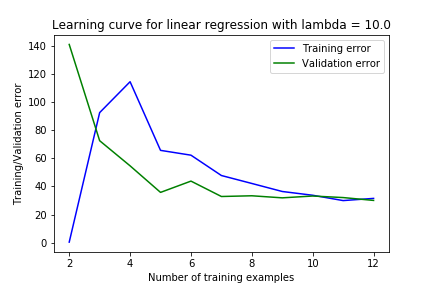 Learning curve for linear regression with lambda = 10.0
Training error
Validation error
Training/Validation error
140
120
100
80
60
40
20
0
2
4
6
8
10
12
Number of training examples